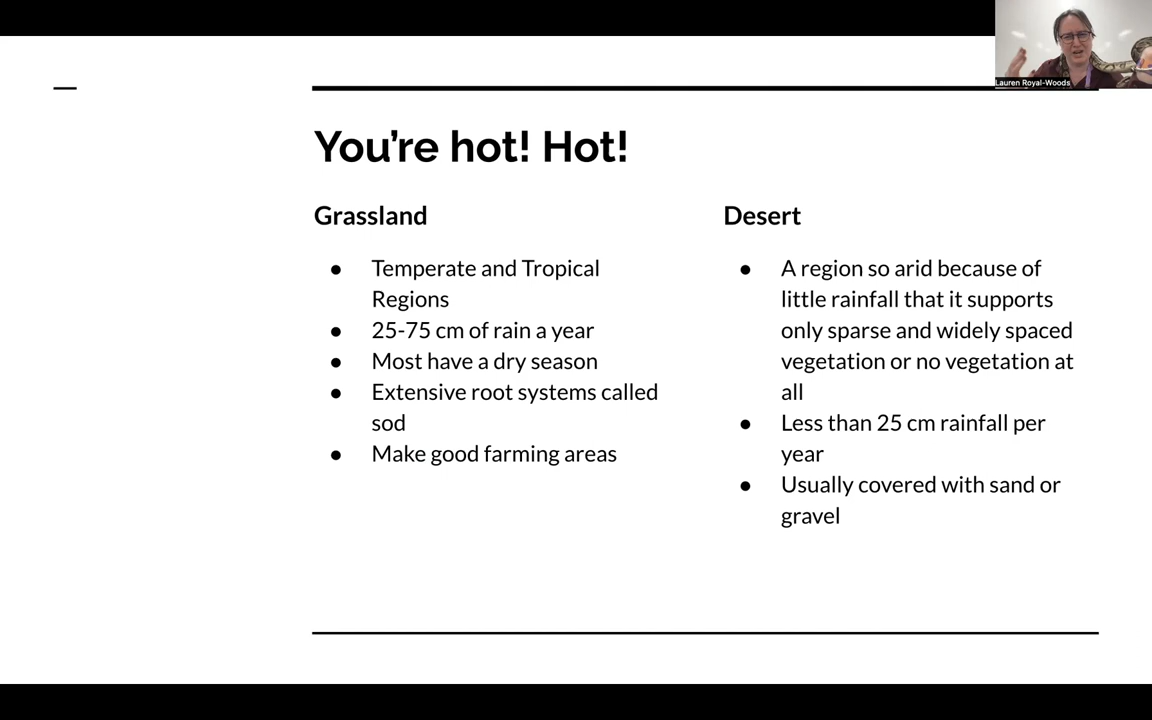 Lauren Royal-Woods
You're hot! Hot!
Grassland
● Temperate and Tropical
Regions
● 25-75 cm of rain a year
● Most have a dry season
● Extensive root systems called
sod
● Make good farming areas
Desert
● A region so arid because of
little rainfall that it supports
only sparse and widely spaced
vegetation or no vegetation at
all
● Less than 25 cm rainfall per
year
● Usually covered with sand or
gravel